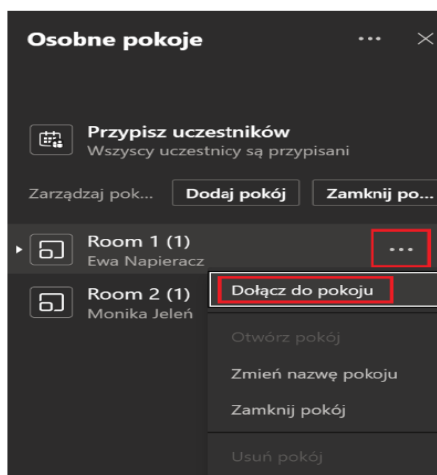 Osobne pokoje
Przypisz uczestników
Wszyscy uczestnicy są przypisani
Zarządzaj pok... Dodaj pokój Zamknij po...
Room 1 (1)
Ewa Napieracz
Dołącz do pokoju
Room 2 (1)
Monika Jeleń
Otwórz pokój
Zmień nazwę pokoju
Zamknij pokój
Usuń pokój